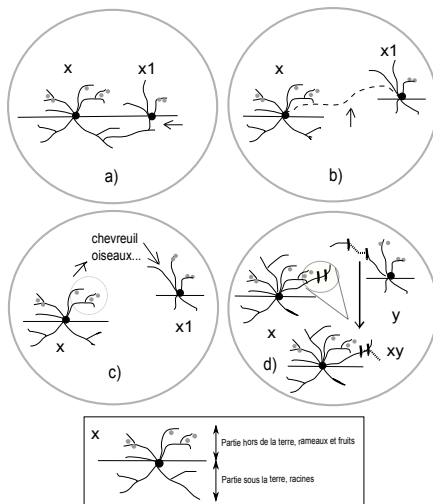 x
x1
a)
x
x1
b)
chevreuil
oiseaux...
x
x1
c)
x
y
d)
xy
x
Partie hors de la terre, rameaux et fruits
Partie sous la terre, racines